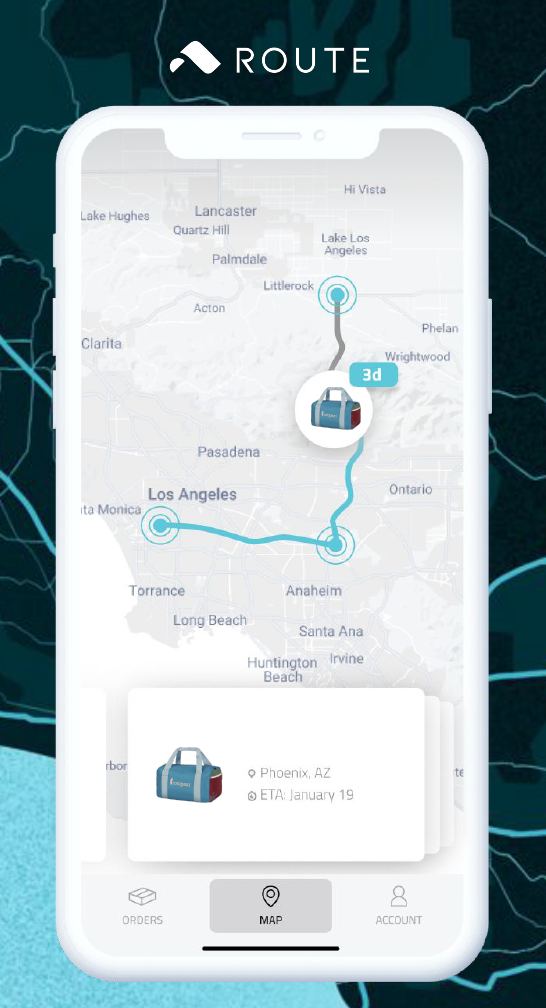 ROUTE
Hi Vista
Lake Hughes
Lancaster
Quartz Hill
Lake Los
Angeles
Palmdale
Littlerock
Acton
Phelan
Clarita
Wrightwood
3d
Pasadena
Ontario
Los Angeles
ta Monica
Torrance
Anaheim
Long Beach
Santa Ana
Huntington
Beach
Irvine
rbor
te
Phoenix, AZ
ETA: January 19
ORDERS
MAP
ACCOUNT